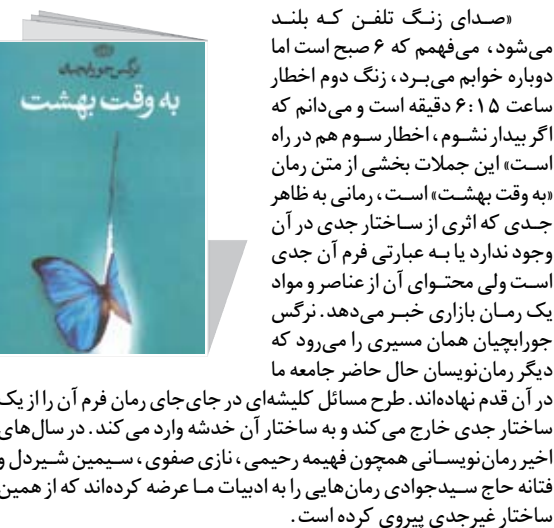 «صدای زنگ تلفن که بلند
می‌شود، می‌فهمم که ۶ صبح است اما
دوباره خوابم می‌برد، زنگ دوم اخطار
ساعت ۶:۱۵ دقیقه است و می‌دانم که
اگر بیدار نشوم، اخطار سوم هم در راه
است» این جملات بخشی از متن رمان
«به وقت بهشت» است، رمانی به ظاهر
جدی که اثری از ساختار جدی در آن
وجود ندارد یا به عبارتی فرم آن جدی
است ولی محتوای آن از عناصر و مواد
یک رمان بازاری خبر می‌دهد. نرگس
جورابچیان همان مسیری را می‌رود که
دیگر رمان‌نویسان حال حاضر جامعه ما
در آن قدم نهاده‌اند. طرح مسائل کلیشه‌ای در جای‌جای رمان فرم آن را از یک
ساختار جدی خارج می‌کند و به ساختار آن خدشه وارد می‌کند. در سال‌های
اخیر رمان‌نویسانی همچون فهیمه رحیمی، نازی صفوی، سیمین شیردل و
فتانه حاج سیدجوادی رمان‌هایی را به ادبیات ما عرضه کرده‌اند که از همین
ساختار غیرجدی پیروی کرده است.
نرگس جورابچیان
به وقت بهشت